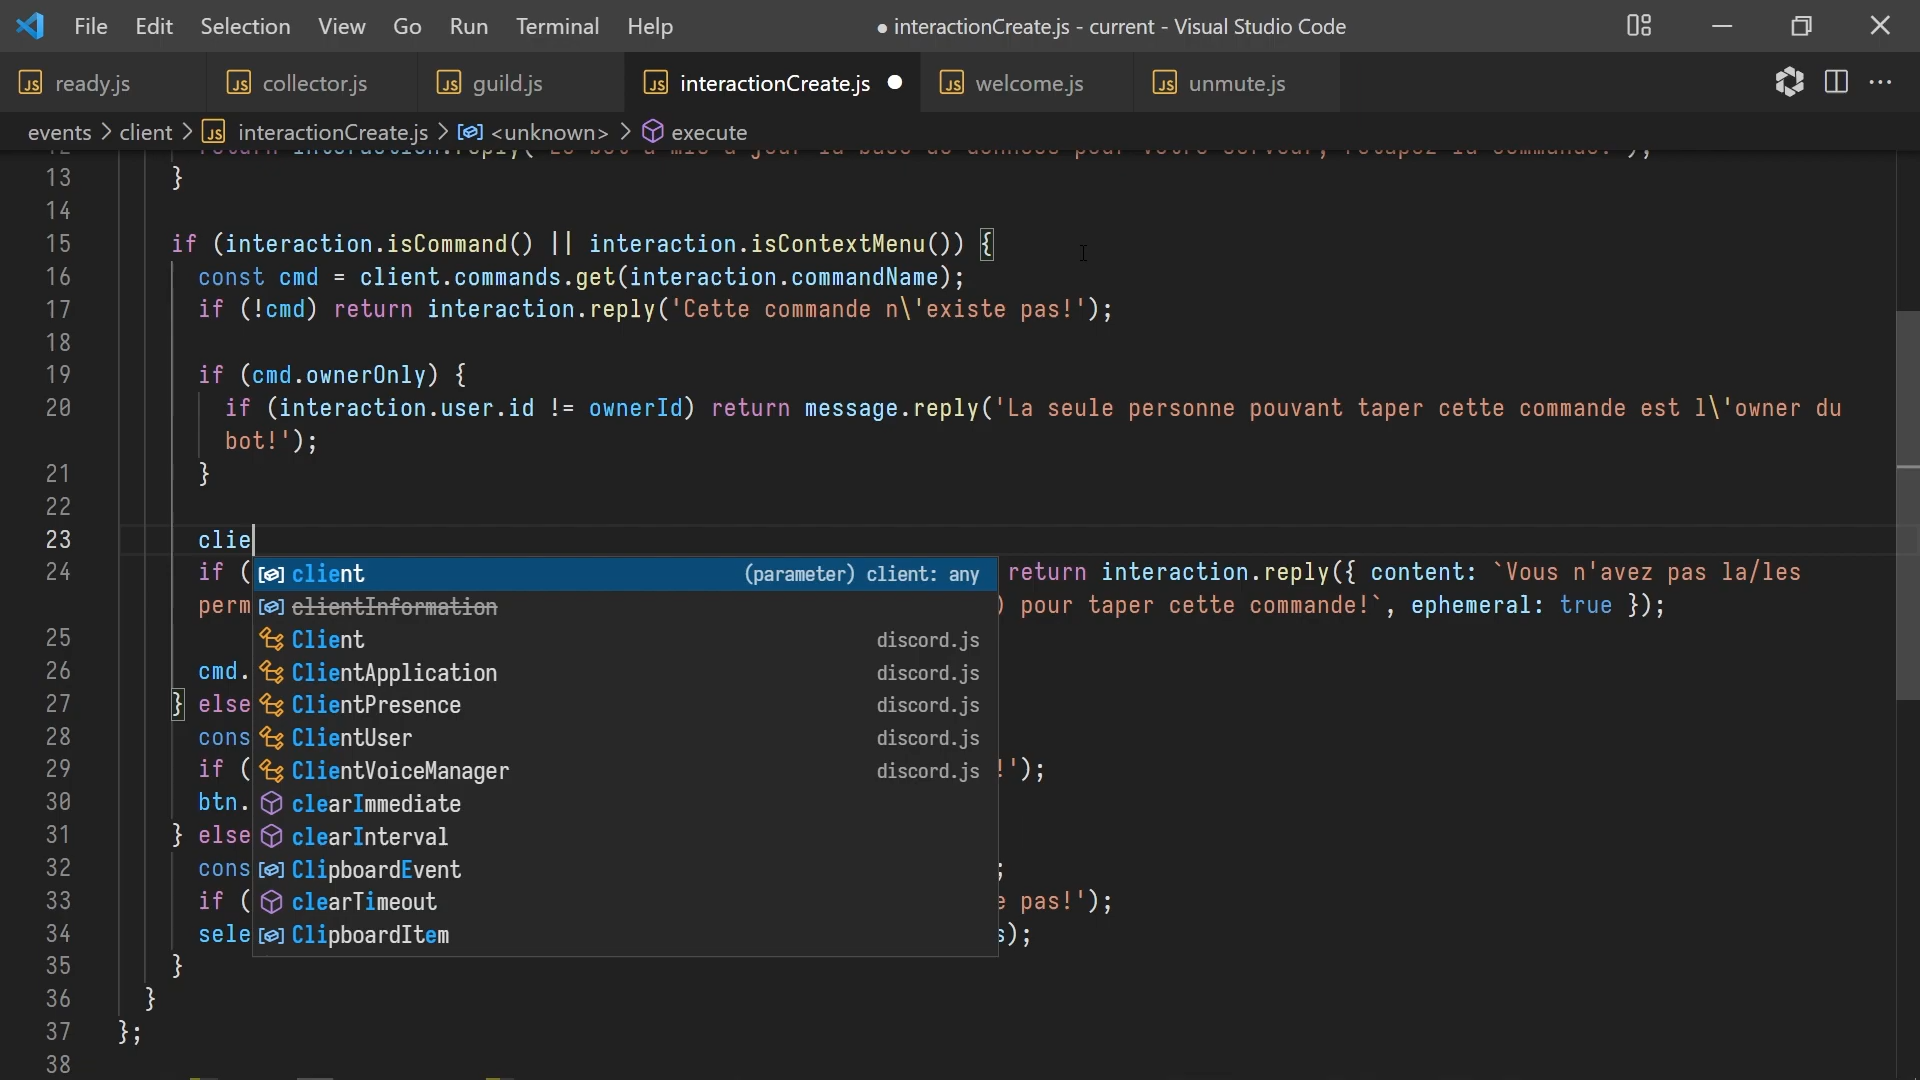 File Edit Selection View Go Run Terminal Help ● interactionCreate.js - current - Visual Studio Code
JS ready.js JS collector.js JS guild.js JS interactionCreate.js JS welcome.js JS unmute.js
events > client > JS interactionCreate.js > <unknown> > execute
13 }
14
15 if (interaction.isCommand() || interaction.isContextMenu()) {
16 const cmd = client.commands.get(interaction.commandName);
17 if (!cmd) return interaction.reply('Cette commande n\'existe pas!');
18
19 if (cmd.ownerOnly) {
20 if (interaction.user.id != ownerId) return message.reply('La seule personne pouvant taper cette commande est l\'owner du
bot!');
21 }
22
23 clie
24 if ( client (parameter) client: any return interaction.reply({ content: `Vous n'avez pas la/les
perm clientInformation ) pour taper cette commande!`, ephemeral: true });
25 Client discord.js
26 cmd. ClientApplication discord.js
27 } else ClientPresence discord.js
28 cons ClientUser discord.js
29 if ( ClientVoiceManager discord.js !');
30 btn. clearImmediate
31 } else clearInterval
32 cons ClipboardEvent ;
33 if ( clearTimeout e pas!');
34 sele ClipboardItem s);
35 }
36 }
37 };
38